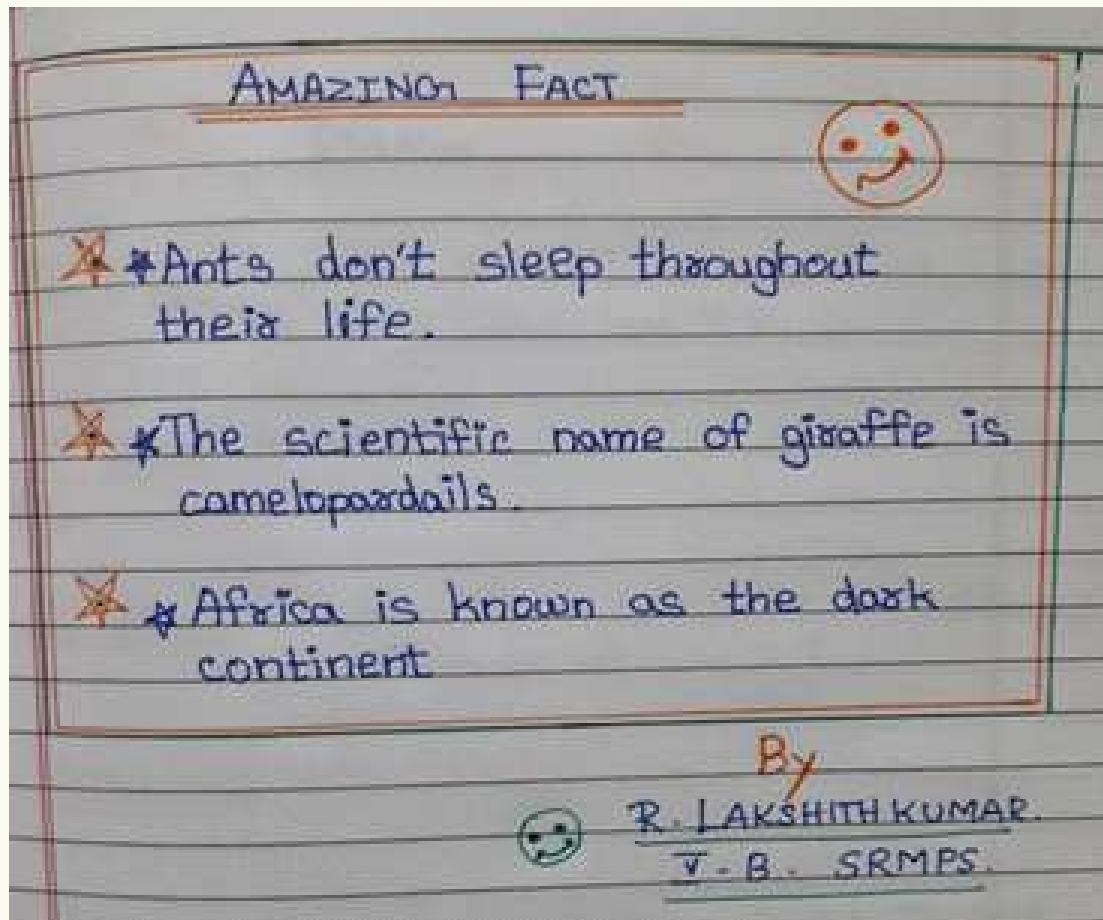 AMAZING FACT
*Ants don't sleep throughout
their life.
*The scientific name of giraffe is
camelopardails.
*Africa is known as the dark
continent
By
R. LAKSHITH KUMAR.
V - B. SRMPS.